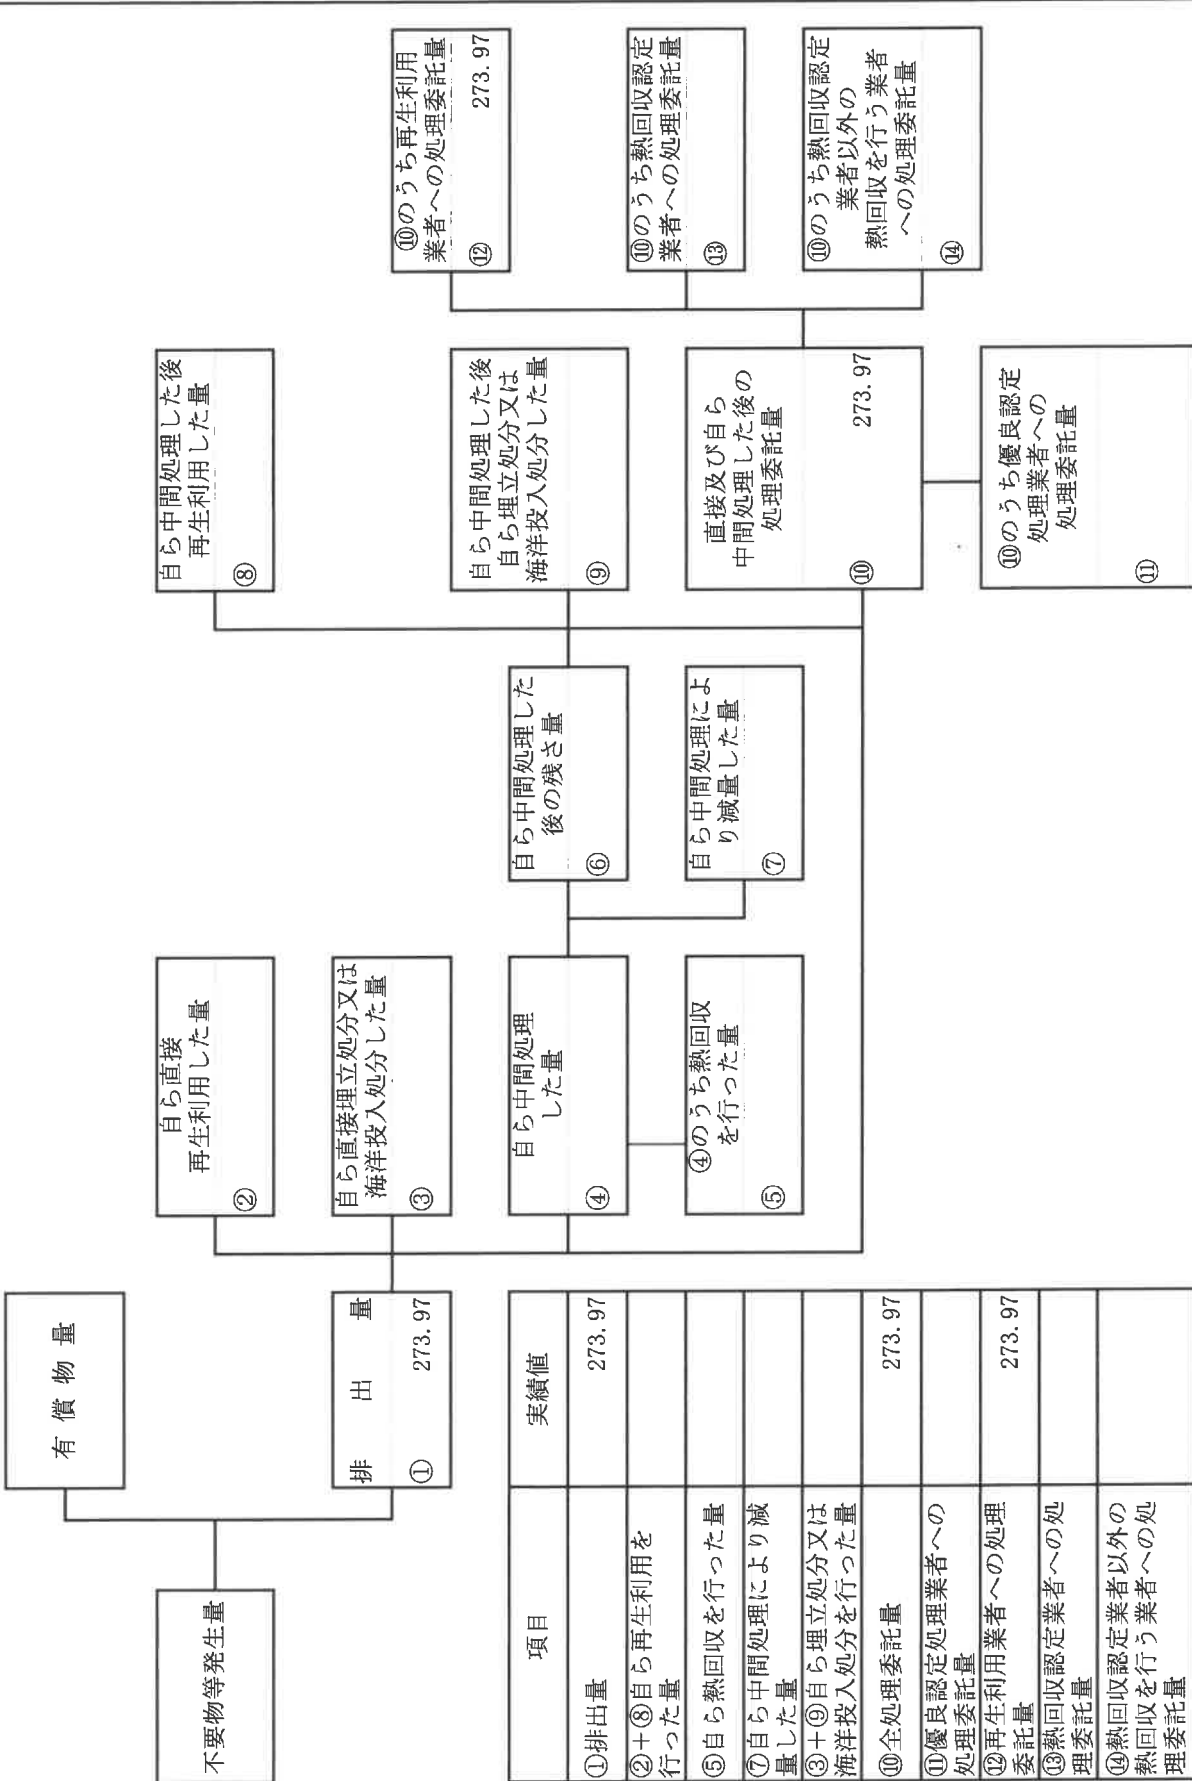 不要物等発生量
有償物量
排出量
① 273.97
自ら直接
再生利用した量
②
自ら直接埋立処分又は
海洋投入処分した量
③
自ら中間処理
した量
④
④のうち熱回収
を行った量
⑤
自ら中間処理した
後の残さ量
⑥
自ら中間処理によ
り減量した量
⑦
自ら中間処理した後
再生利用した量
⑧
自ら中間処理した後
自ら埋立処分又は
海洋投入処分した量
⑨
直接及び自ら
中間処理した後の
処理委託量
⑩ 273.97
⑩のうち優良認定
処理業者への
処理委託量
⑪
⑩のうち再生利用
業者への処理委託量
⑫ 273.97
⑩のうち熱回収認定
業者への処理委託量
⑬
⑩のうち熱回収認定
業者以外の
熱回収を行う業者
への処理委託量
⑭
項目 実績値
①排出量 273.97
②+⑧自ら再生利用を
行った量
⑤自ら熱回収を行った量
⑦自ら中間処理により減
量した量
③+⑨自ら埋立処分又は
海洋投入処分を行った量
⑩全処理委託量 273.97
⑪優良認定処理業者への
処理委託量
⑫再生利用業者への処理
委託量 273.97
⑬熱回収認定業者への処
理委託量
⑭熱回収認定業者以外の
熱回収を行う業者への処
理委託量